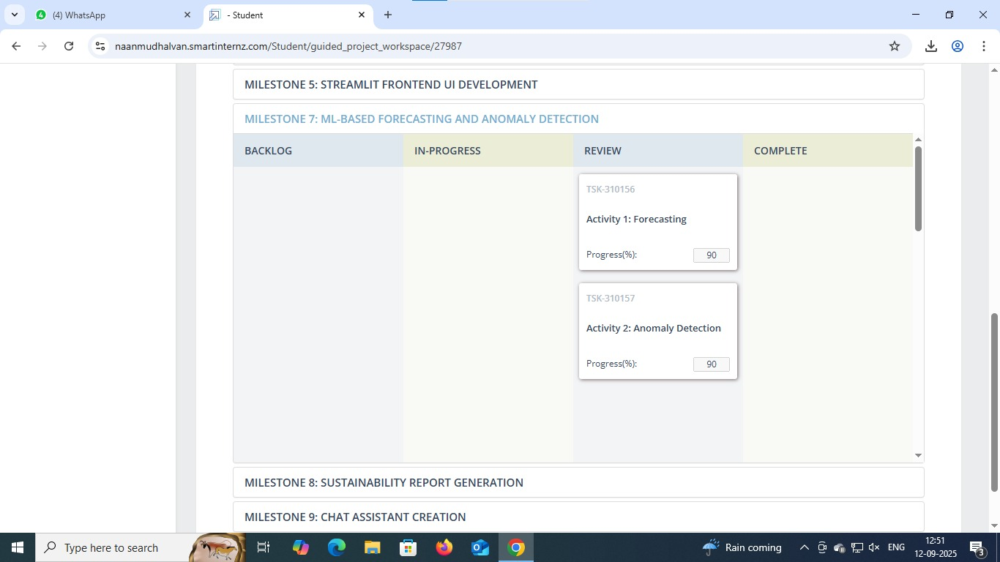 (4) WhatsApp
- Student
naanmudhalvan.smartinternz.com/Student/guided_project_workspace/27987
MILESTONE 5: STREAMLIT FRONTEND UI DEVELOPMENT
MILESTONE 7: ML-BASED FORECASTING AND ANOMALY DETECTION
BACKLOG
IN-PROGRESS
REVIEW
COMPLETE
TSK-310156
Activity 1: Forecasting
Progress(%): 90
TSK-310157
Activity 2: Anomaly Detection
Progress(%): 90
MILESTONE 8: SUSTAINABILITY REPORT GENERATION
MILESTONE 9: CHAT ASSISTANT CREATION
Type here to search
Rain coming
ENG
12:51
12-09-2025
3